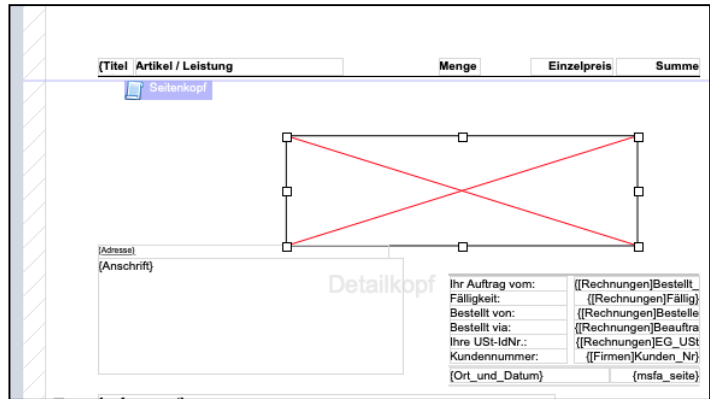 {Titel Artikel / Leistung Menge Einzelpreis Summe
Seitenkopf
{Adresse}
{Anschrift}
Detailkopf
Ihr Auftrag vom: {[Rechnungen]Bestellt_
Fälligkeit: {[Rechnungen]Fällig}
Bestellt von: {[Rechnungen]Bestelle
Bestellt via: {[Rechnungen]Beauftra
Ihre USt-IdNr.: {[Rechnungen]EG_USt
Kundennummer: {[Firmen]Kunden_Nr}
{Ort_und_Datum} {msfa_seite}